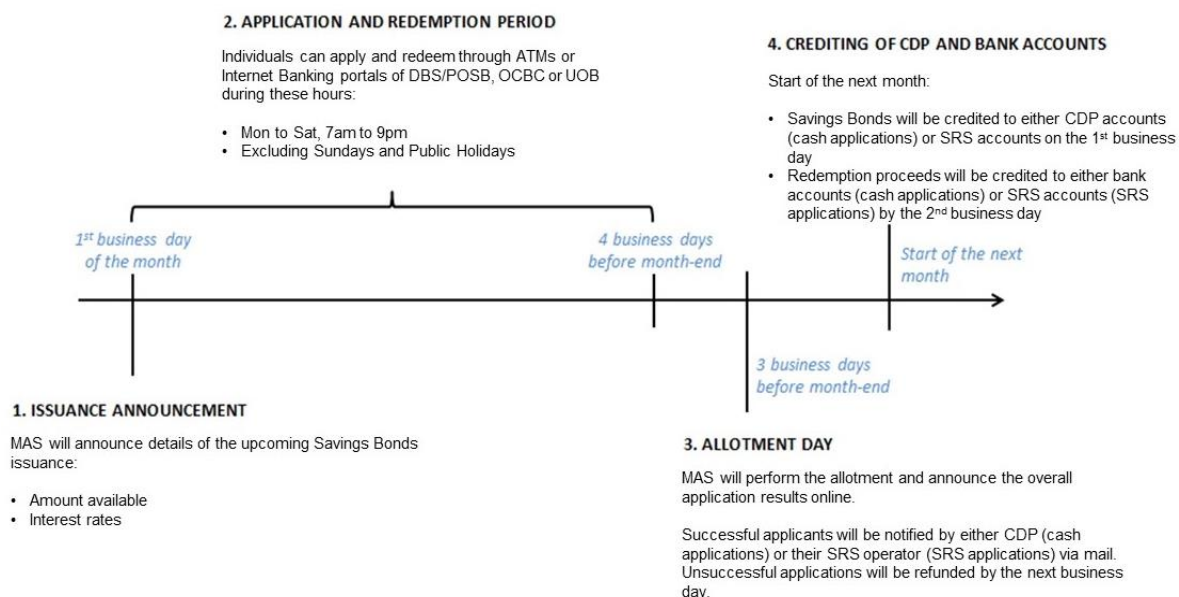 2. APPLICATION AND REDEMPTION PERIOD
Individuals can apply and redeem through ATMs or
Internet Banking portals of DBS/POSB, OCBC or UOB
during these hours:
• Mon to Sat, 7am to 9pm
• Excluding Sundays and Public Holidays
4. CREDITING OF CDP AND BANK ACCOUNTS
Start of the next month:
• Savings Bonds will be credited to either CDP accounts
(cash applications) or SRS accounts on the 1st business
day
• Redemption proceeds will be credited to either bank
accounts (cash applications) or SRS accounts (SRS
applications) by the 2nd business day
1st business day
of the month
4 business days
before month-end
Start of the next
month
3 business days
before month-end
1. ISSUANCE ANNOUNCEMENT
MAS will announce details of the upcoming Savings Bonds
issuance:
• Amount available
• Interest rates
3. ALLOTMENT DAY
MAS will perform the allotment and announce the overall
application results online.
Successful applicants will be notified by either CDP (cash
applications) or their SRS operator (SRS applications) via mail.
Unsuccessful applications will be refunded by the next business
day.